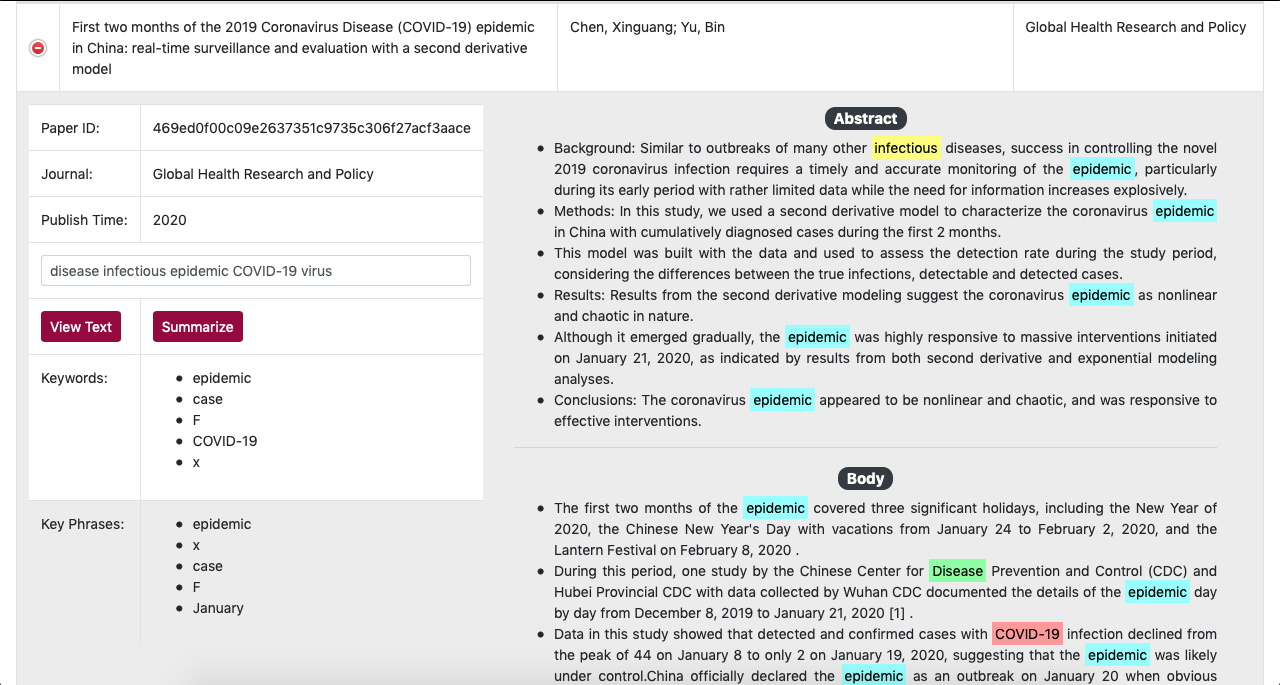 First two months of the 2019 Coronavirus Disease (COVID-19) epidemic
in China: real-time surveillance and evaluation with a second derivative
model
Chen, Xinguang; Yu, Bin
Global Health Research and Policy
Paper ID:
469ed0f00c09e2637351c9735c306f27acf3aace
Journal:
Global Health Research and Policy
Publish Time:
2020
disease infectious epidemic COVID-19 virus
View Text
Summarize
Keywords:
epidemic
case
F
COVID-19
x
Key Phrases:
epidemic
x
case
F
January
Abstract
Background: Similar to outbreaks of many other infectious diseases, success in controlling the novel
2019 coronavirus infection requires a timely and accurate monitoring of the epidemic, particularly
during its early period with rather limited data while the need for information increases explosively.
Methods: In this study, we used a second derivative model to characterize the coronavirus epidemic
in China with cumulatively diagnosed cases during the first 2 months.
This model was built with the data and used to assess the detection rate during the study period,
considering the differences between the true infections, detectable and detected cases.
Results: Results from the second derivative modeling suggest the coronavirus epidemic as nonlinear
and chaotic in nature.
Although it emerged gradually, the epidemic was highly responsive to massive interventions initiated
on January 21, 2020, as indicated by results from both second derivative and exponential modeling
analyses.
Conclusions: The coronavirus epidemic appeared to be nonlinear and chaotic, and was responsive to
effective interventions.
Body
The first two months of the epidemic covered three significant holidays, including the New Year of
2020, the Chinese New Year's Day with vacations from January 24 to February 2, 2020, and the
Lantern Festival on February 8, 2020 .
During this period, one study by the Chinese Center for Disease Prevention and Control (CDC) and
Hubei Provincial CDC with data collected by Wuhan CDC documented the details of the epidemic day
by day from December 8, 2019 to January 21, 2020 [1] .
Data in this study showed that detected and confirmed cases with COVID-19 infection declined from
the peak of 44 on January 8 to only 2 on January 19, 2020, suggesting that the epidemic was likely
under control.China officially declared the epidemic as an outbreak on January 20 when obvious